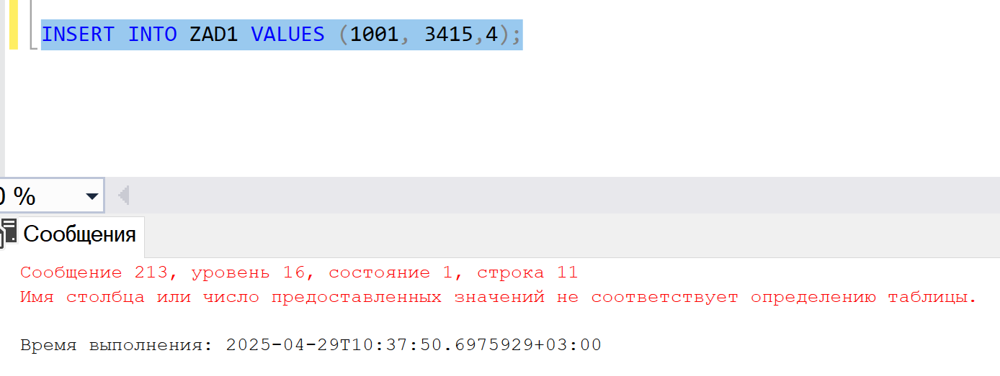 INSERT INTO ZAD1 VALUES (1001, 3415,4);
0 %
Сообщения
Сообщение 213, уровень 16, состояние 1, строка 11
Имя столбца или число предоставленных значений не соответствует определению таблицы.
Время выполнения: 2025-04-29T10:37:50.6975929+03:00